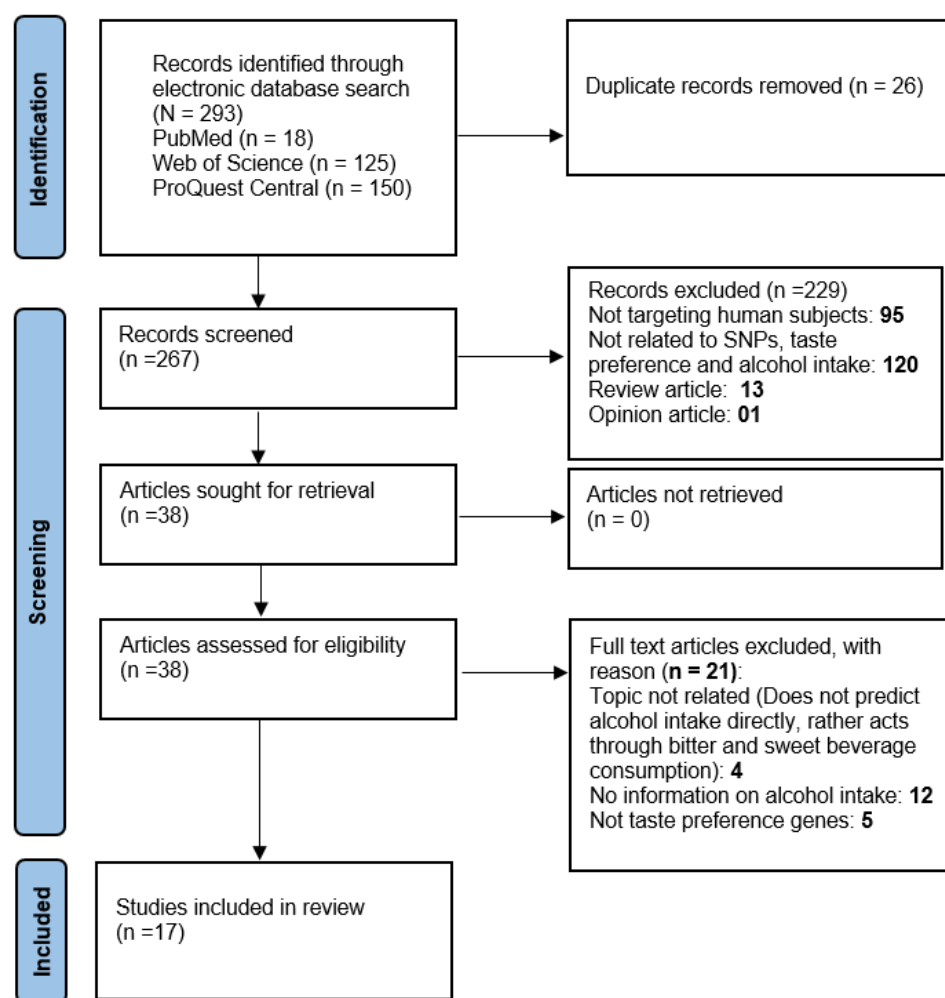 Identification
Records identified through
electronic database search
(N = 293)
PubMed (n = 18)
Web of Science (n = 125)
ProQuest Central (n = 150)
Duplicate records removed (n = 26)
Screening
Records screened
(n =267)
Records excluded (n =229)
Not targeting human subjects: 95
Not related to SNPs, taste
preference and alcohol intake: 120
Review article: 13
Opinion article: 01
Articles sought for retrieval
(n =38)
Articles not retrieved
(n = 0)
Articles assessed for eligibility
(n =38)
Full text articles excluded, with
reason (n = 21):
Topic not related (Does not predict
alcohol intake directly, rather acts
through bitter and sweet beverage
consumption): 4
No information on alcohol intake: 12
Not taste preference genes: 5
Included
Studies included in review
(n =17)